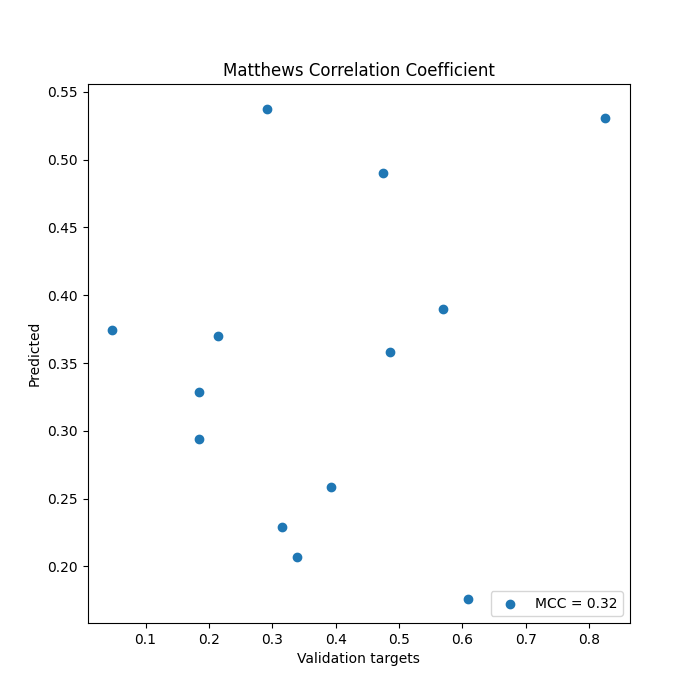 Matthews Correlation Coefficient
0.55
0.50
0.45
0.40
0.35
0.30
0.25
0.20
Predicted
MCC = 0.32
0.1 0.2 0.3 0.4 0.5 0.6 0.7 0.8
Validation targets